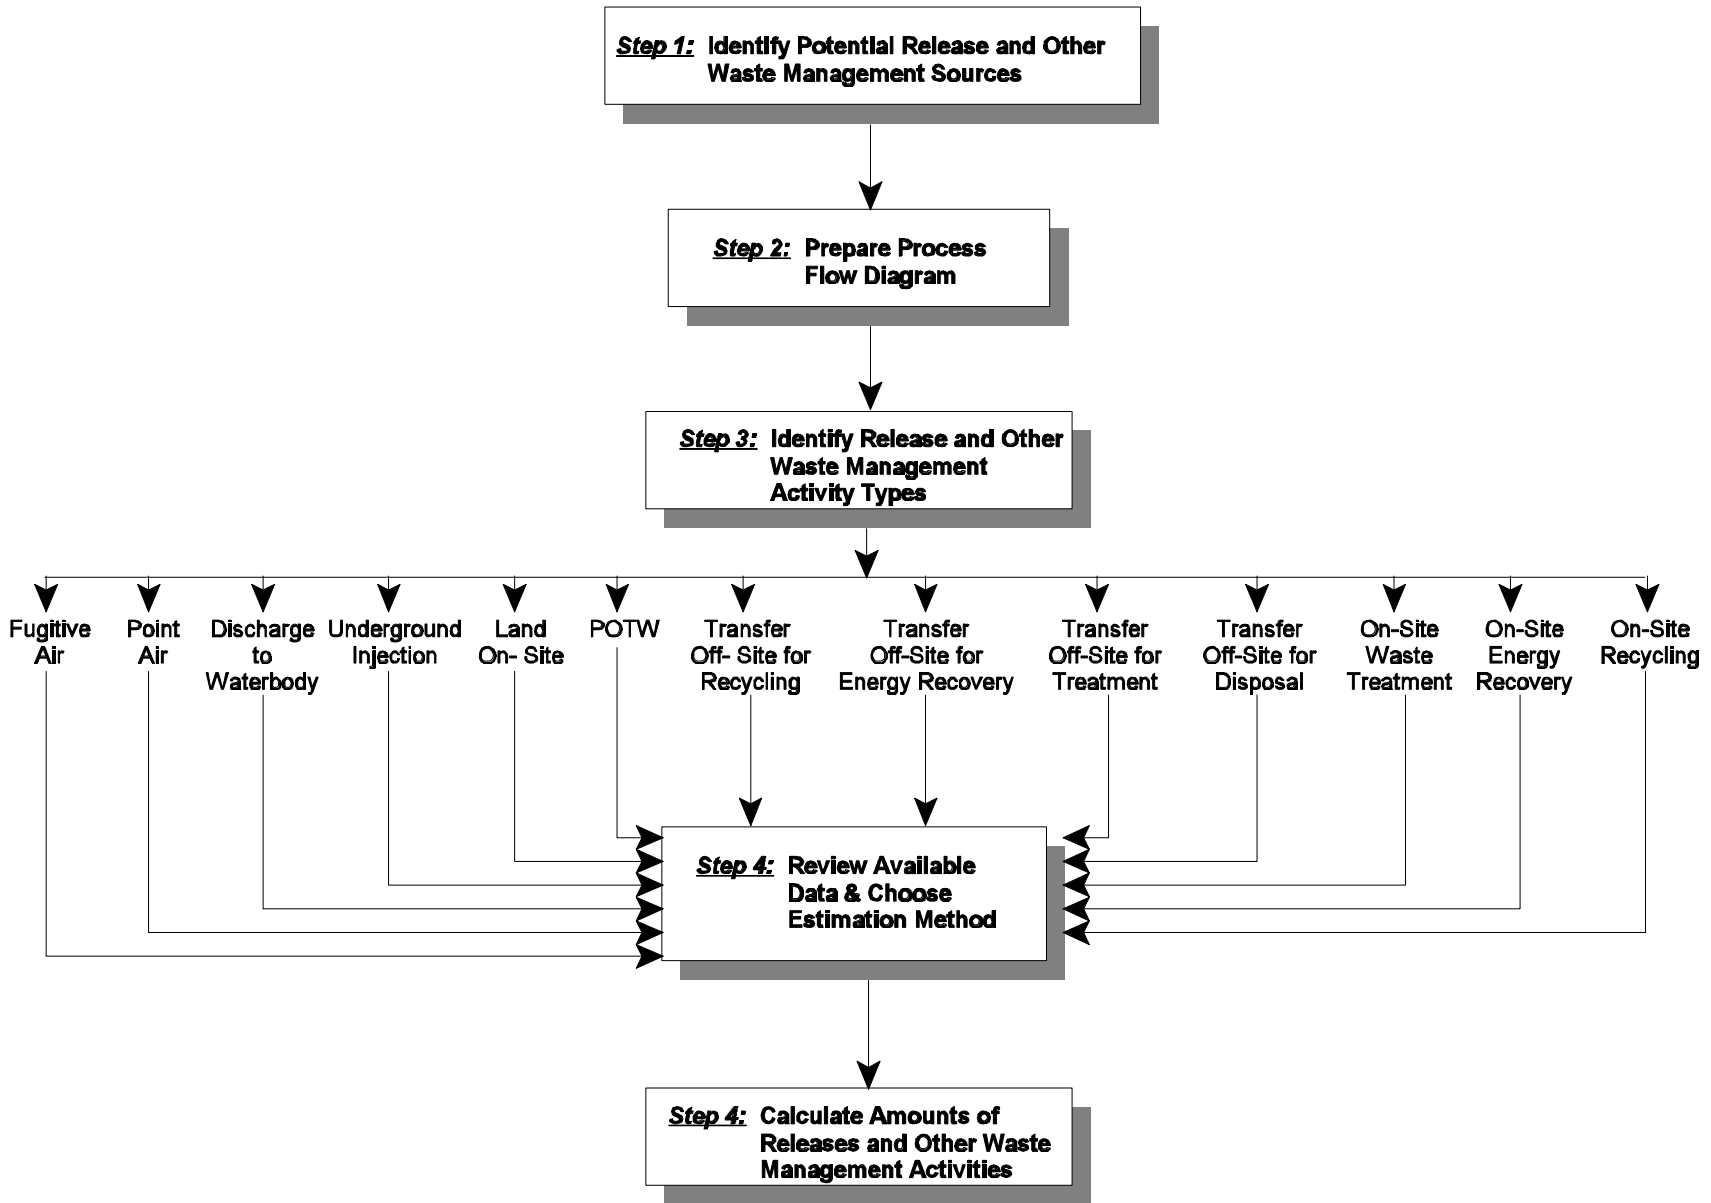 Step 1: Identify Potential Release and Other
Waste Management Sources
Step 2: Prepare Process
Flow Diagram
Step 3: Identify Release and Other
Waste Management
Activity Types
Fugitive
Air
Point
Air
Discharge
to
Waterbody
Underground
Injection
Land
On- Site
POTW
Transfer
Off- Site for
Recycling
Transfer
Off-Site for
Energy Recovery
Transfer
Off-Site for
Treatment
Transfer
Off-Site for
Disposal
On-Site
Waste
Treatment
On-Site
Energy
Recovery
On-Site
Recycling
Step 4: Review Available
Data & Choose
Estimation Method
Step 4: Calculate Amounts of
Releases and Other Waste
Management Activities